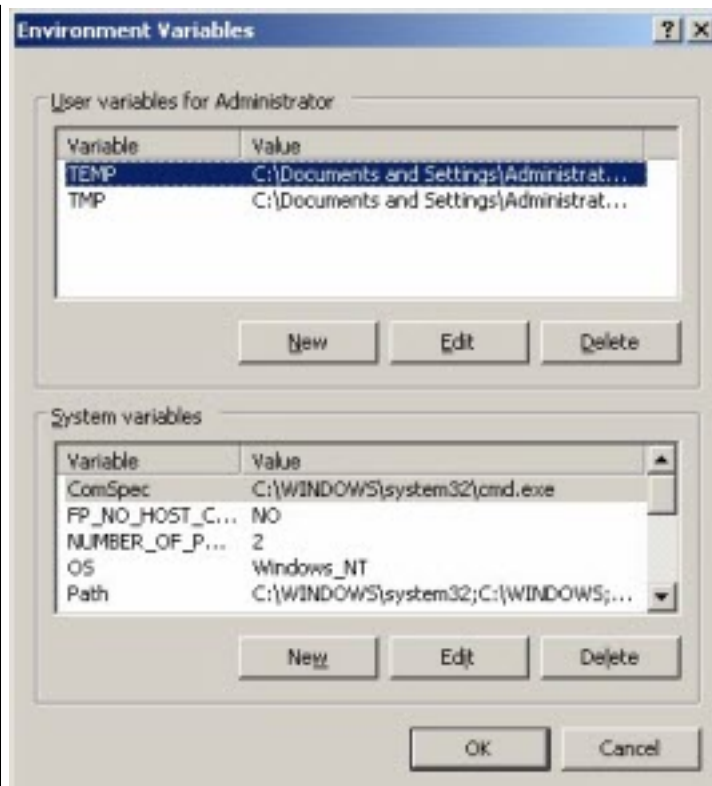 Environment Variables
User variables for Administrator
Variable Value
TEMP C:\Documents and Settings\Administrat...
TMP C:\Documents and Settings\Administrat...
New Edit Delete
System variables
Variable Value
ComSpec C:\WINDOWS\system32\cmd.exe
FP_NO_HOST_C... NO
NUMBER_OF_P... 2
OS Windows_NT
Path C:\WINDOWS\system32;C:\WINDOWS;...
New Edit Delete
OK Cancel